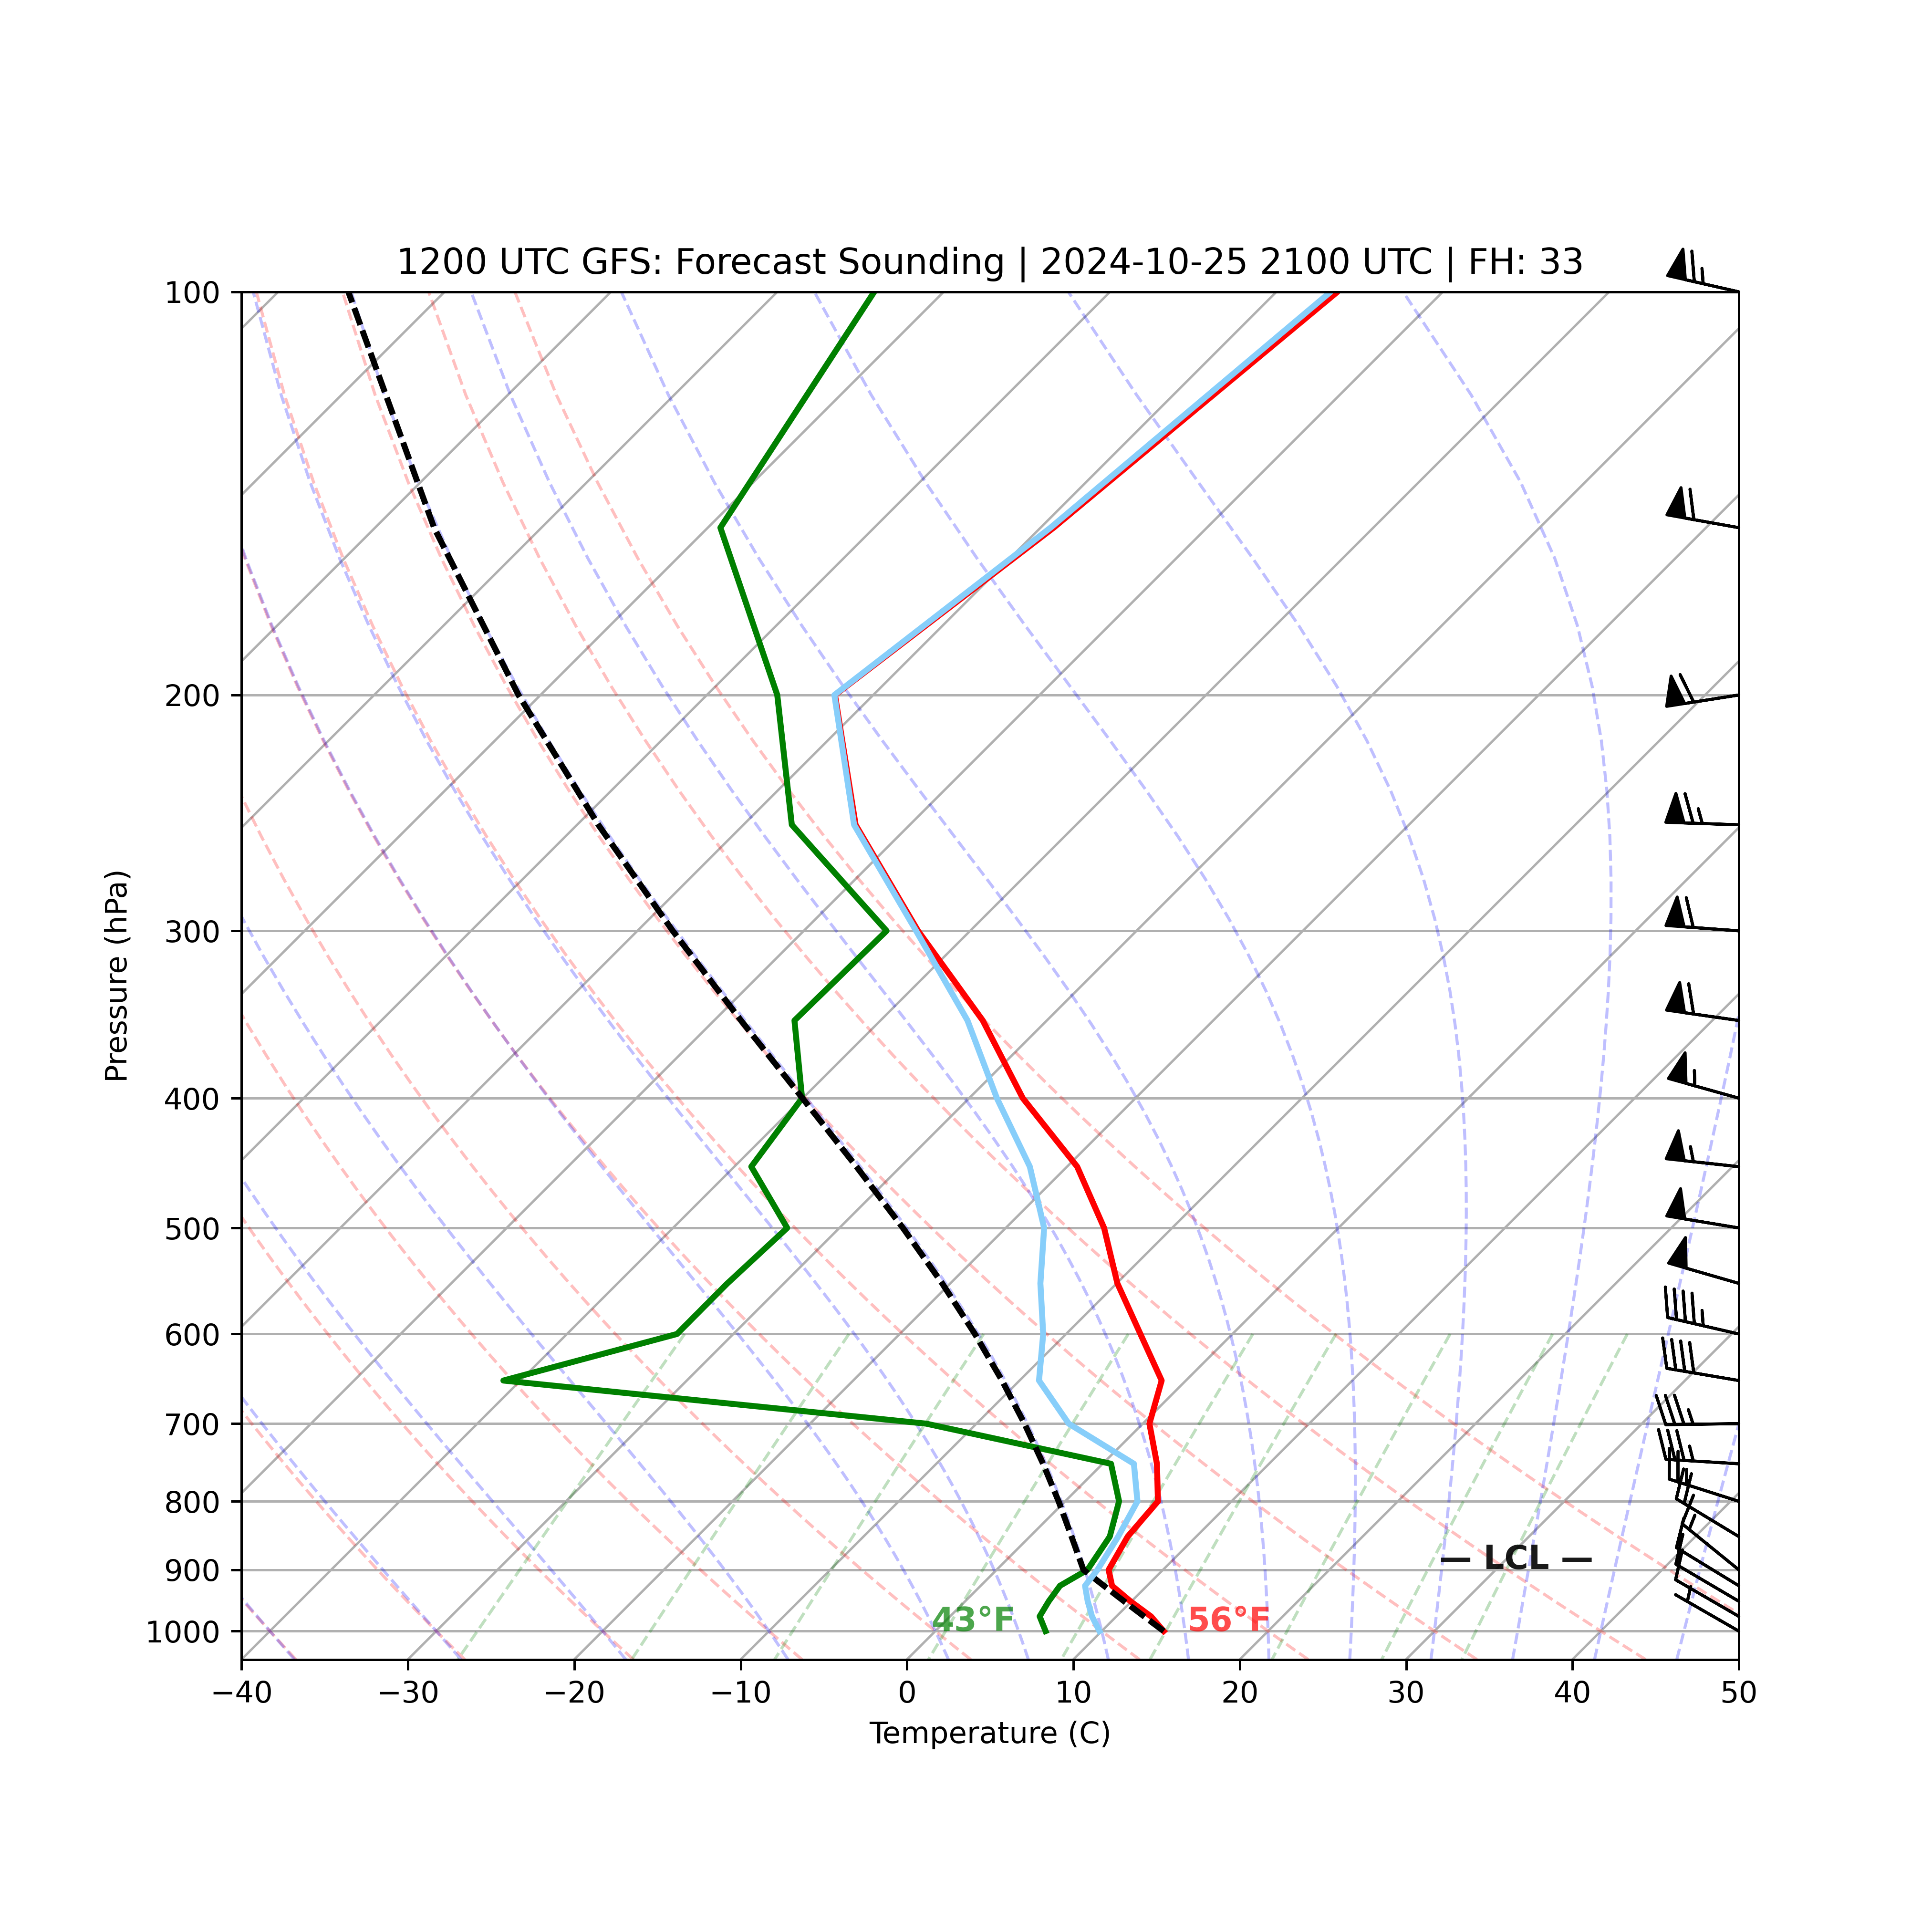 1200 UTC GFS: Forecast Sounding | 2024-10-25 2100 UTC | FH: 33
100
200
300
400
500
600
700
800
900
1000
Pressure (hPa)
— LCL —
43°F
56°F
−40 −30 −20 −10 0 10 20 30 40 50
Temperature (C)